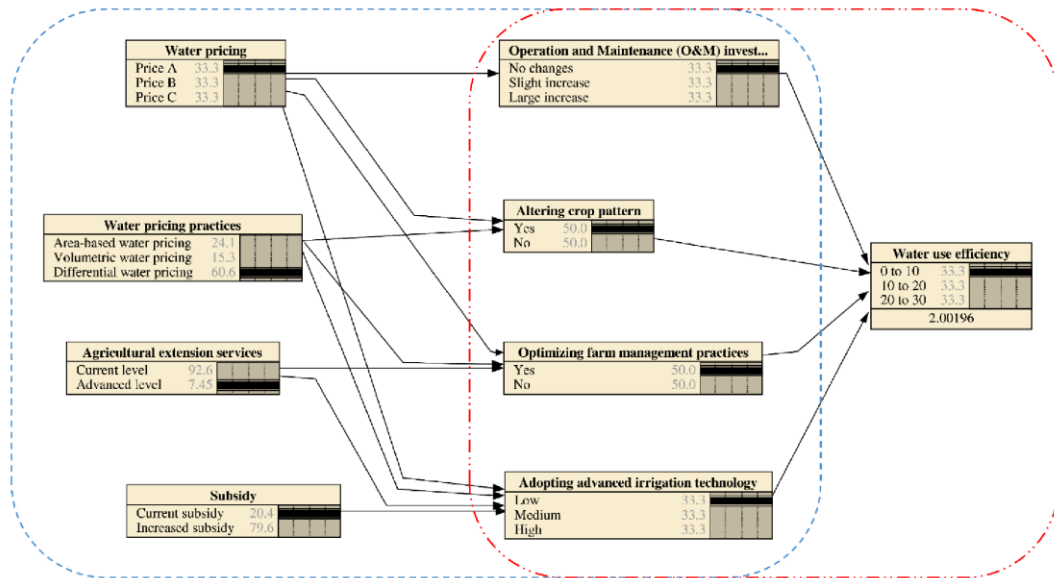 Water pricing
Price A 33.3
Price B 33.3
Price C 33.3
Operation and Maintenance (O&M) invest...
No changes 33.3
Slight increase 33.3
Large increase 33.3
Water pricing practices
Area-based water pricing 24.1
Volumetric water pricing 15.3
Differential water pricing 60.6
Altering crop pattern
Yes 50.0
No 50.0
Water use efficiency
0 to 10 33.3
10 to 20 33.3
20 to 30 33.3
2.00196
Agricultural extension services
Current level 92.6
Advanced level 7.45
Optimizing farm management practices
Yes 50.0
No 50.0
Subsidy
Current subsidy 20.4
Increased subsidy 79.6
Adopting advanced irrigation technology
Low 33.3
Medium 33.3
High 33.3